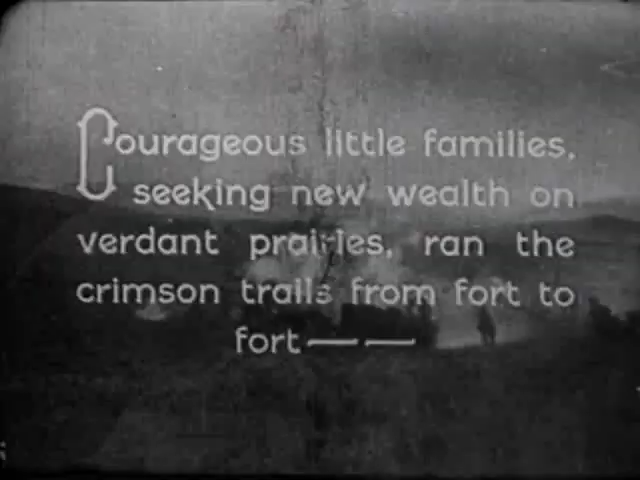 Courageous little families,
seeking new wealth on
verdant prairies, ran the
crimson trails from fort to
fort — —